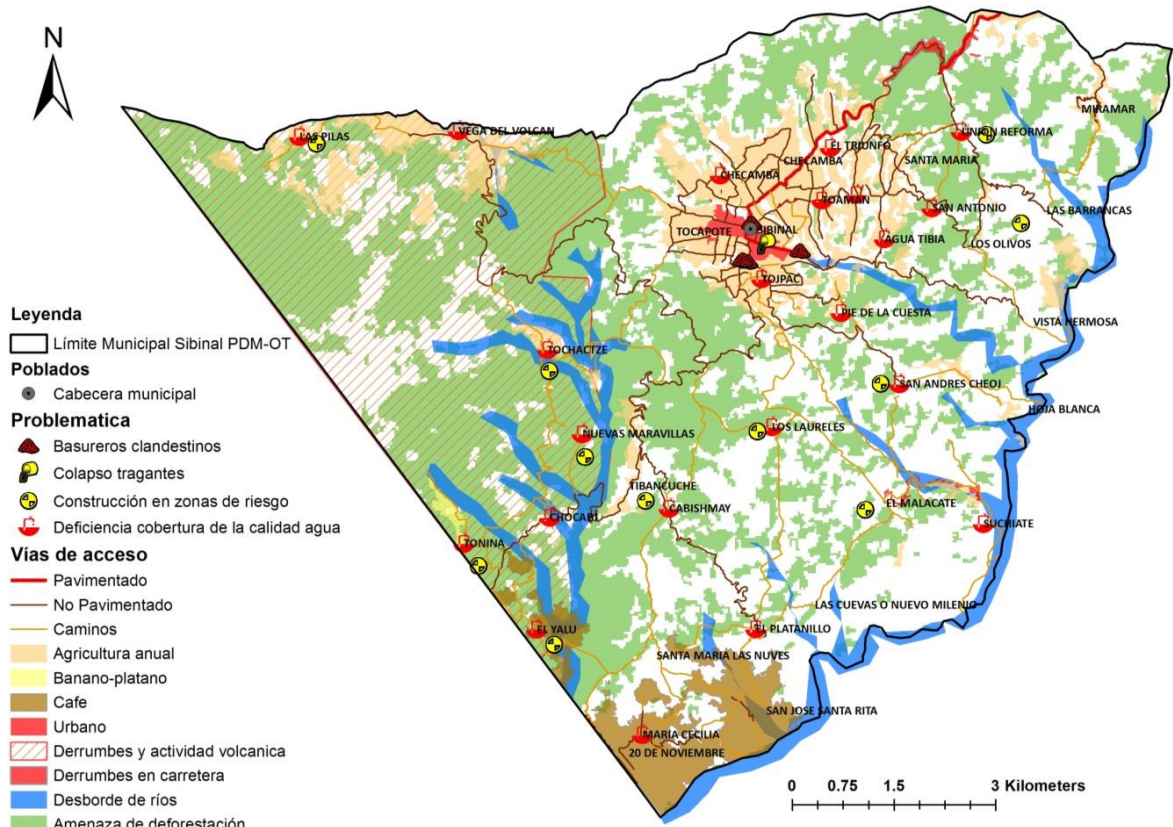 N
LAS PILAS
VEGA DEL VOLCAN
MIRAMAR
UNION REFORMA
EL TRIUNFO
CHECAMBA
SANTA MARIA
CHECAMBA
TOAMAN
SAN ANTONIO
LAS BARRANCAS
TOCAPOTE
SIBINAL
AGUA TIBIA
LOS OLIVOS
TOJPAC
PIE DE LA CUESTA
VISTA HERMOSA
TOCHACTZE
SAN ANDRES CHEOJ
HOJA BLANCA
NUEVAS MARAVILLAS
LOS LAURELES
TIBANCUCHE
CABISHMAY
EL MALACATE
CHOCABJ
SUCHIATE
TONINA
LAS CUEVAS O NUEVO MILENIO
EL YALU
EL PLATANILLO
SANTA MARIA LAS NUVES
SAN JOSE SANTA RITA
MARIA CECILIA
20 DE NOVIEMBRE
Leyenda
Límite Municipal Sibinal PDM-OT
Poblados
Cabecera municipal
Problematica
Basureros clandestinos
Colapso tragantes
Construcción en zonas de riesgo
Deficiencia cobertura de la calidad agua
Vías de acceso
Pavimentado
No Pavimentado
Caminos
Agricultura anual
Banano-platano
Cafe
Urbano
Derrumbes y actividad volcanica
Derrumbes en carretera
Desborde de ríos
Amenaza de deforestación
0 0.75 1.5 3 Kilometers